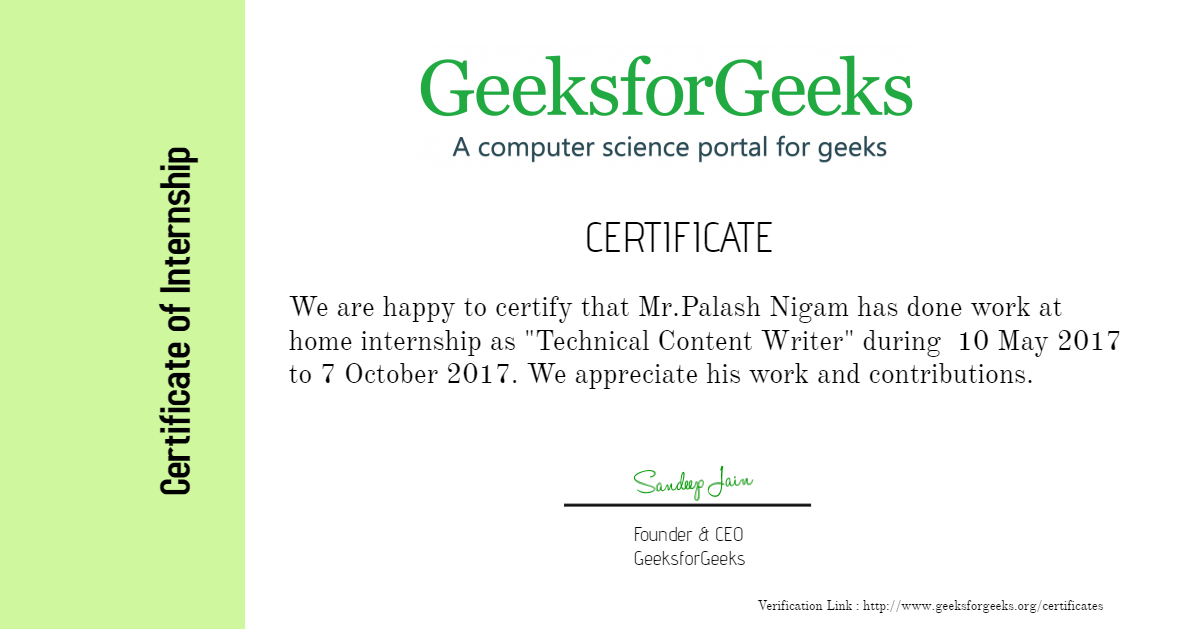 Certificate of Internship
GeeksforGeeks
A computer science portal for geeks
CERTIFICATE
We are happy to certify that Mr.Palash Nigam has done work at
home internship as "Technical Content Writer" during  10 May 2017
to 7 October 2017. We appreciate his work and contributions.
Sandeep Jain
Founder & CEO
GeeksforGeeks
Verification Link : http://www.geeksforgeeks.org/certificates